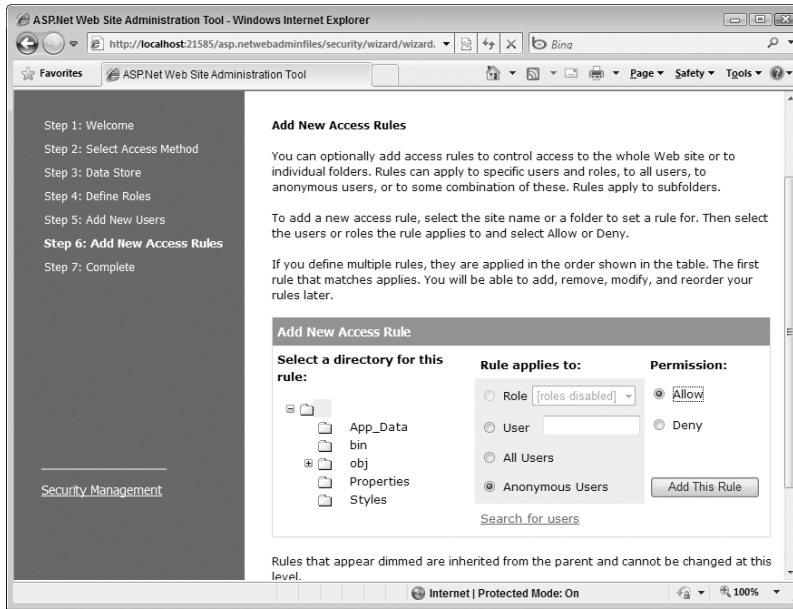 ASP.Net Web Site Administration Tool - Windows Internet Explorer
http://localhost:21585/asp.netwebadminfiles/security/wizard/wizard.
Bing
Favorites
ASP.Net Web Site Administration Tool
Page
Safety
Tools
Step 1: Welcome
Step 2: Select Access Method
Step 3: Data Store
Step 4: Define Roles
Step 5: Add New Users
Step 6: Add New Access Rules
Step 7: Complete
Security Management
Add New Access Rules
You can optionally add access rules to control access to the whole Web site or to
individual folders. Rules can apply to specific users and roles, to all users, to
anonymous users, or to some combination of these. Rules apply to subfolders.
To add a new access rule, select the site name or a folder to set a rule for. Then select
the users or roles the rule applies to and select Allow or Deny.
If you define multiple rules, they are applied in the order shown in the table. The first
rule that matches applies. You will be able to add, remove, modify, and reorder your
rules later.
Add New Access Rule
Select a directory for this
rule:
App_Data
bin
obj
Properties
Styles
Rule applies to:
Role [roles disabled]
User
All Users
Anonymous Users
Search for users
Permission:
Allow
Deny
Add This Rule
Rules that appear dimmed are inherited from the parent and cannot be changed at this
level.
Internet | Protected Mode: On
100%